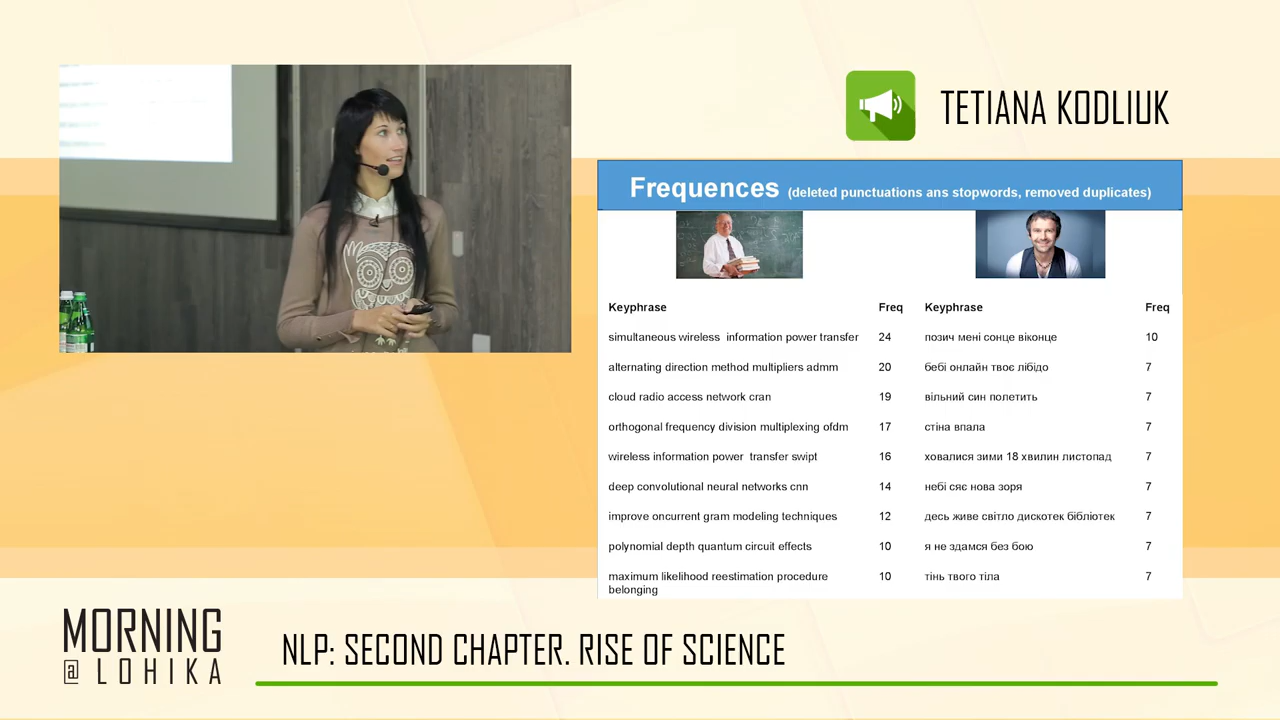 TETIANA KODLIUK
Frequences (deleted punctuations ans stopwords, removed duplicates)
Keyphrase Freq Keyphrase Freq
simultaneous wireless information power transfer 24 позич мені сонце віконце 10
alternating direction method multipliers admm 20 бебі онлайн твоє лібідо 7
cloud radio access network cran 19 вільний син полетить 7
orthogonal frequency division multiplexing ofdm 17 стіна впала 7
wireless information power transfer swipt 16 ховалися зими 18 хвилин листопад 7
deep convolutional neural networks cnn 14 небі сяє нова зоря 7
improve oncurrent gram modeling techniques 12 десь живе світло дискотек бібліотек 7
polynomial depth quantum circuit effects 10 я не здамся без бою 7
maximum likelihood reestimation procedure 10 тінь твого тіла 7
belonging
MORNING
@ LOHIKA
NLP: SECOND CHAPTER. RISE OF SCIENCE